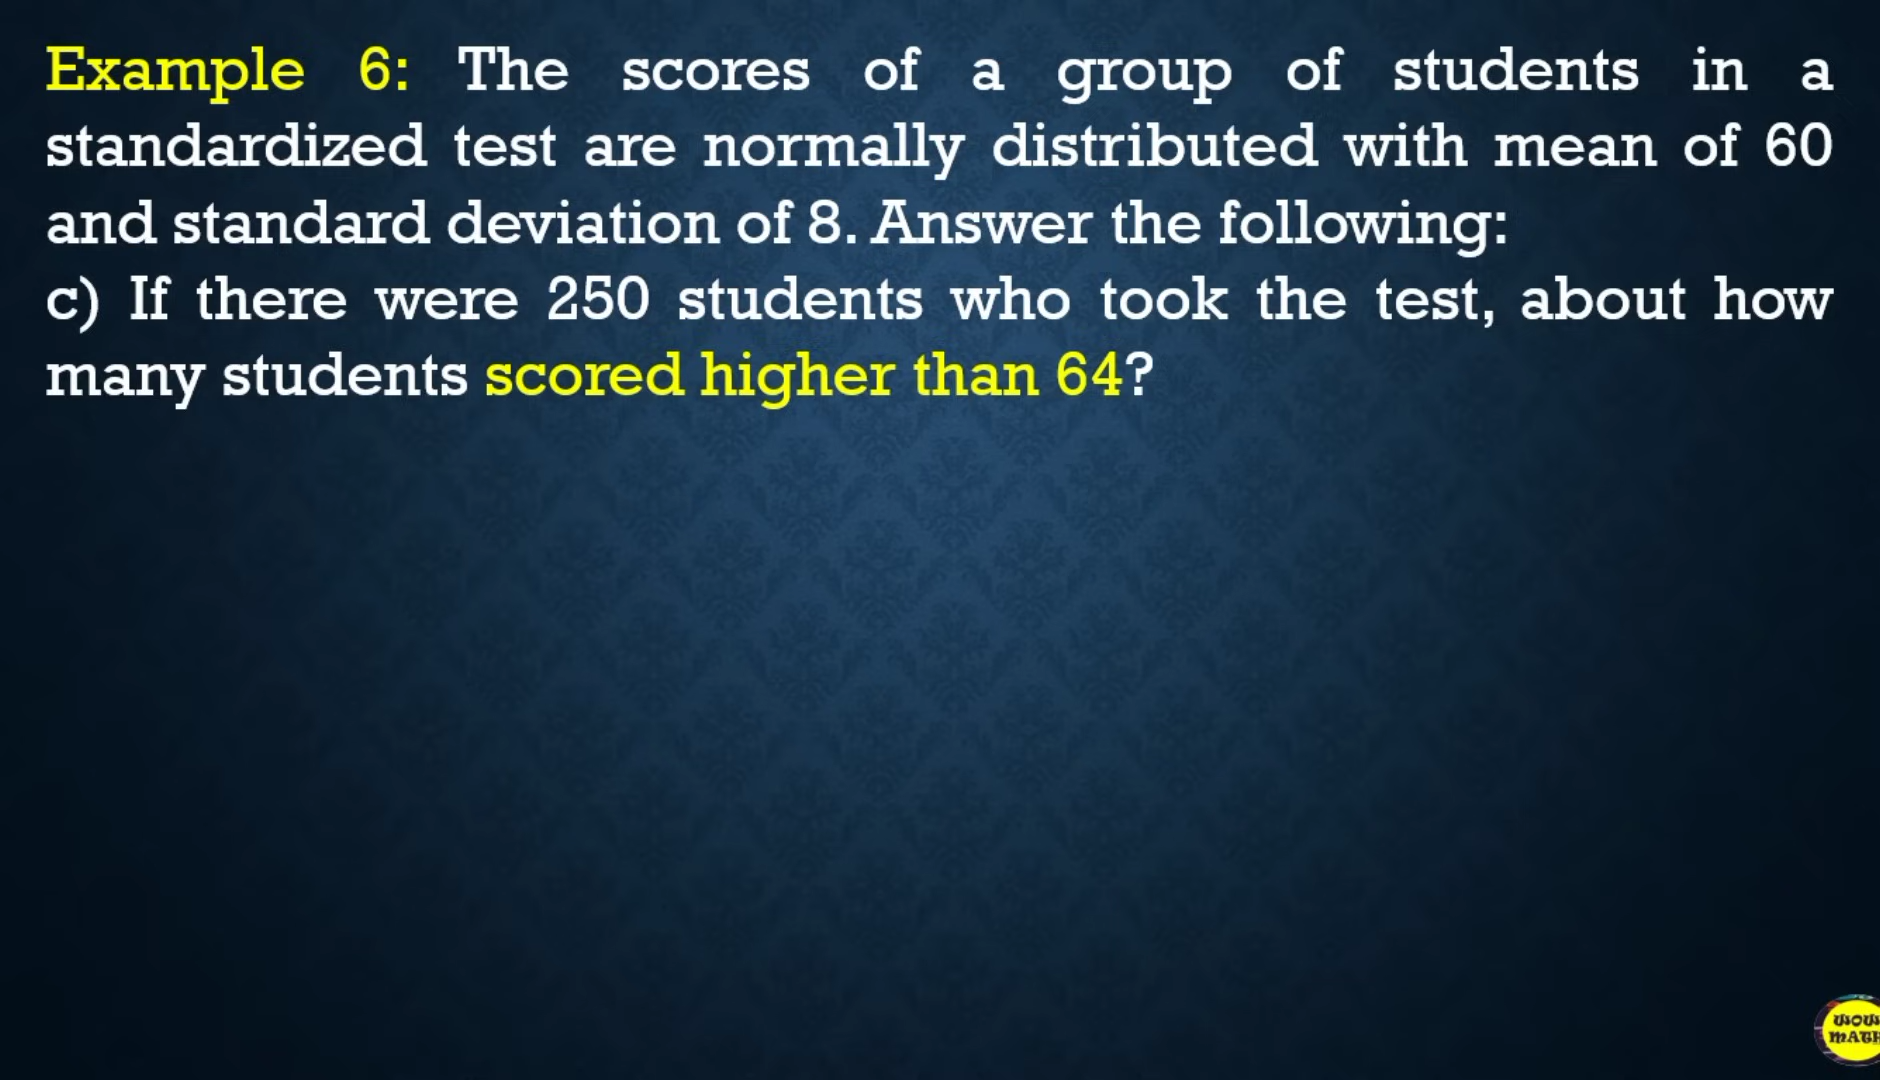 Example 6: The scores of a group of students in a
standardized test are normally distributed with mean of 60
and standard deviation of 8. Answer the following:
c) If there were 250 students who took the test, about how
many students scored higher than 64?
WOW
MATH